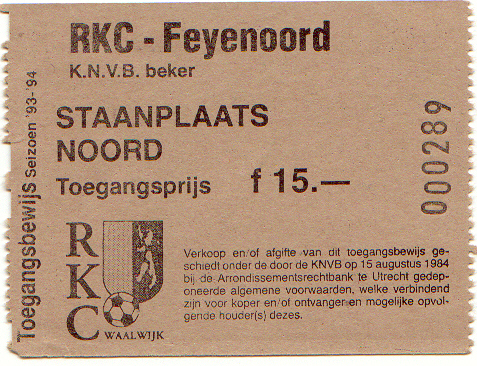 RKC - Feyenoord
K.N.V.B. beker
STAANPLAATS
NOORD
Toegangsprijs f 15.—
000289
Toegangsbewijs Seizoen '93-'94
RKC
WAALWIJK
Verkoop en/of afgifte van dit toegangsbewijs ge-
schiedt onder de door de KNVB op 15 augustus 1984
bij de Arrondissementsrechtbank te Utrecht gedep-
oneerde algemene voorwaarden, welke verbindend
zijn voor koper en/of ontvanger en mogelijke opvol-
gende houder(s) dezes.